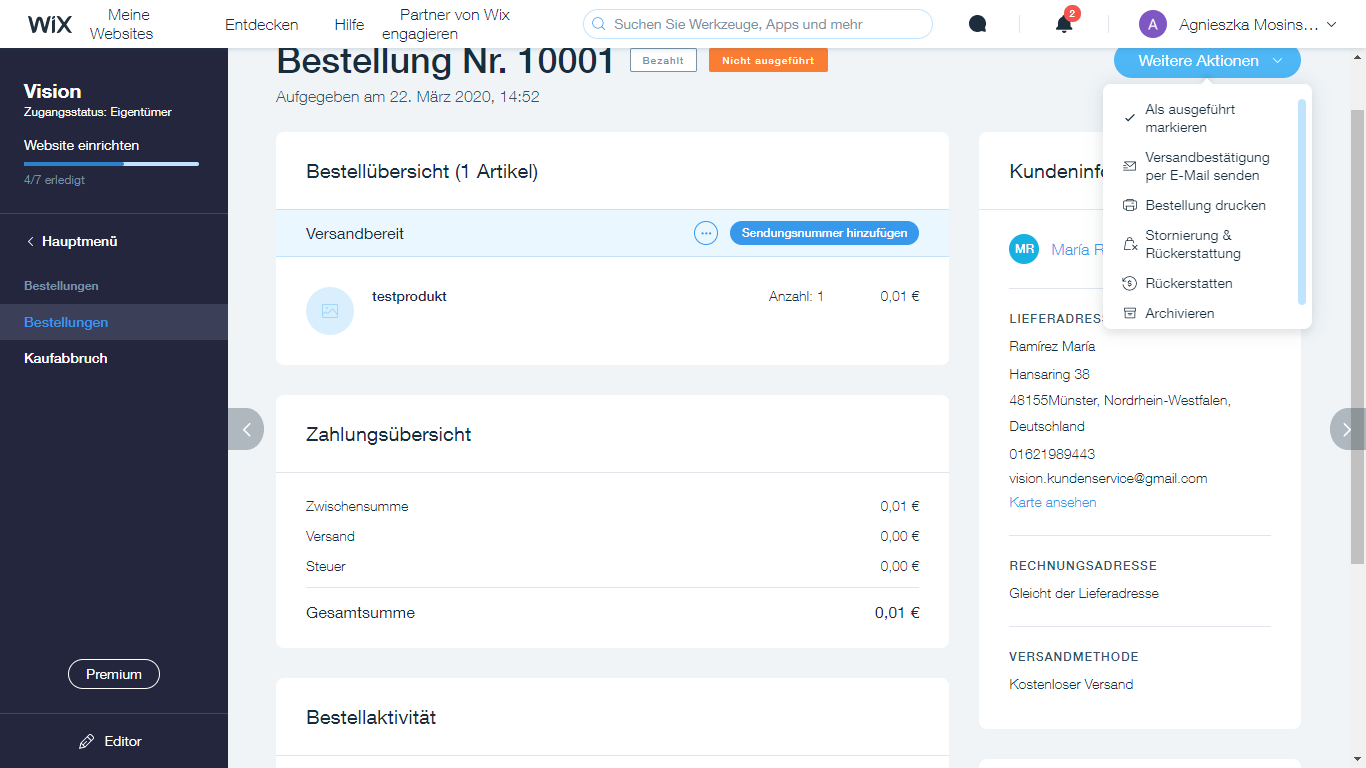 WiX
Meine
Websites
Entdecken
Hilfe
Partner von Wix
engagieren
Suchen Sie Werkzeuge, Apps und mehr
2
A
Agnieszka Mosins...
Vision
Zugangsstatus: Eigentümer
Website einrichten
4/7 erledigt
Hauptmenü
Bestellungen
Bestellungen
Kaufabbruch
Premium
Editor
Bestellung Nr. 10001
Bezahlt
Nicht ausgeführt
Aufgegeben am 22. März 2020, 14:52
Weitere Aktionen
Als ausgeführt
markieren
Versandbestätigung
per E-Mail senden
Bestellung drucken
Stornierung &
Rückerstattung
Rückerstatten
Archivieren
Bestellübersicht (1 Artikel)
Versandbereit
Sendungsnummer hinzufügen
testprodukt
Anzahl: 1
0,01 €
Zahlungsübersicht
Zwischensumme
0,01 €
Versand
0,00 €
Steuer
0,00 €
Gesamtsumme
0,01 €
Bestellaktivität
Kundeninfo
MR
María R
LIEFERADRESS
Ramírez María
Hansaring 38
48155Münster, Nordrhein-Westfalen,
Deutschland
01621989443
vision.kundenservice@gmail.com
Karte ansehen
RECHNUNGSADRESSE
Gleicht der Lieferadresse
VERSANDMETHODE
Kostenloser Versand